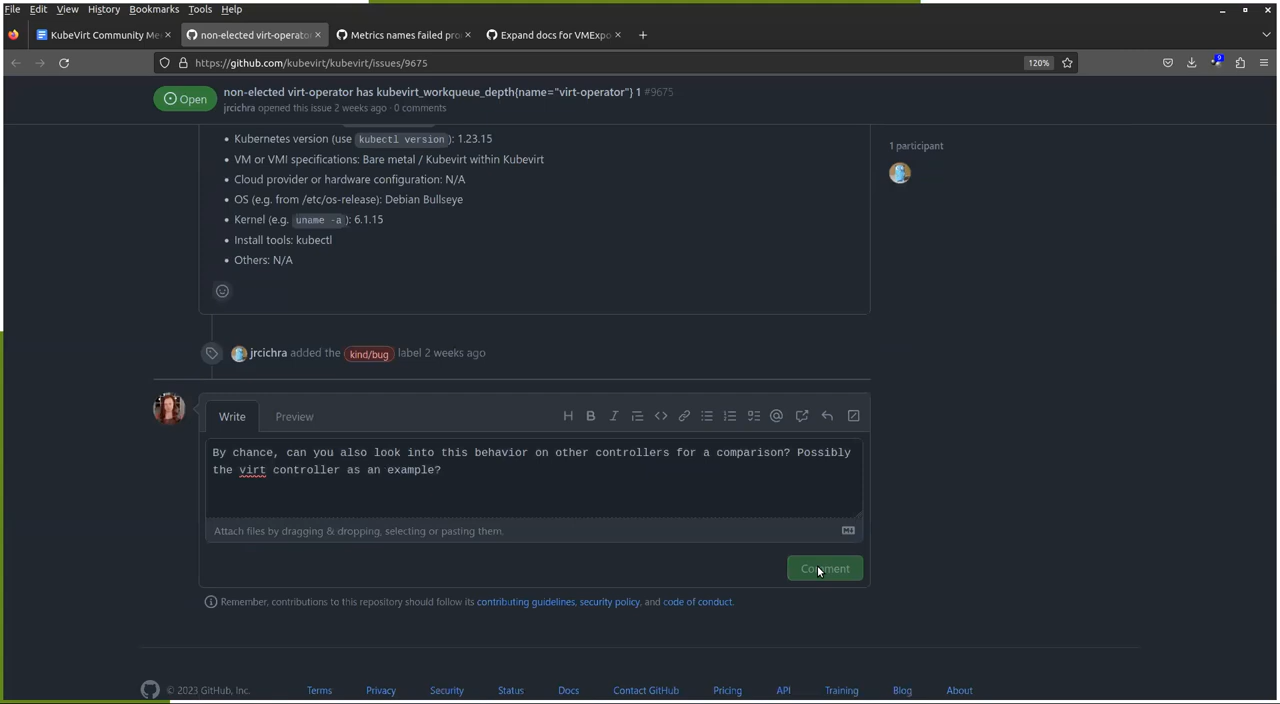 File Edit View History Bookmarks Tools Help
KubeVirt Community Me
non-elected virt-operato
Metrics names failed pro
Expand docs for VMExpo
https://github.com/kubevirt/kubevirt/issues/9675
120%
Open
non-elected virt-operator has kubevirt_workqueue_depth{name="virt-operator"} 1 #9675
jrcichra opened this issue 2 weeks ago · 0 comments
Kubernetes version (use kubectl version): 1.23.15
VM or VMI specifications: Bare metal / Kubevirt within Kubevirt
Cloud provider or hardware configuration: N/A
OS (e.g. from /etc/os-release): Debian Bullseye
Kernel (e.g. uname -a): 6.1.15
Install tools: kubectl
Others: N/A
1 participant
jrcichra added the kind/bug label 2 weeks ago
Write Preview
By chance, can you also look into this behavior on other controllers for a comparison? Possibly
the virt controller as an example?
Attach files by dragging & dropping, selecting or pasting them.
Comment
Remember, contributions to this repository should follow its contributing guidelines, security policy, and code of conduct.
© 2023 GitHub, Inc. Terms Privacy Security Status Docs Contact GitHub Pricing API Training Blog About